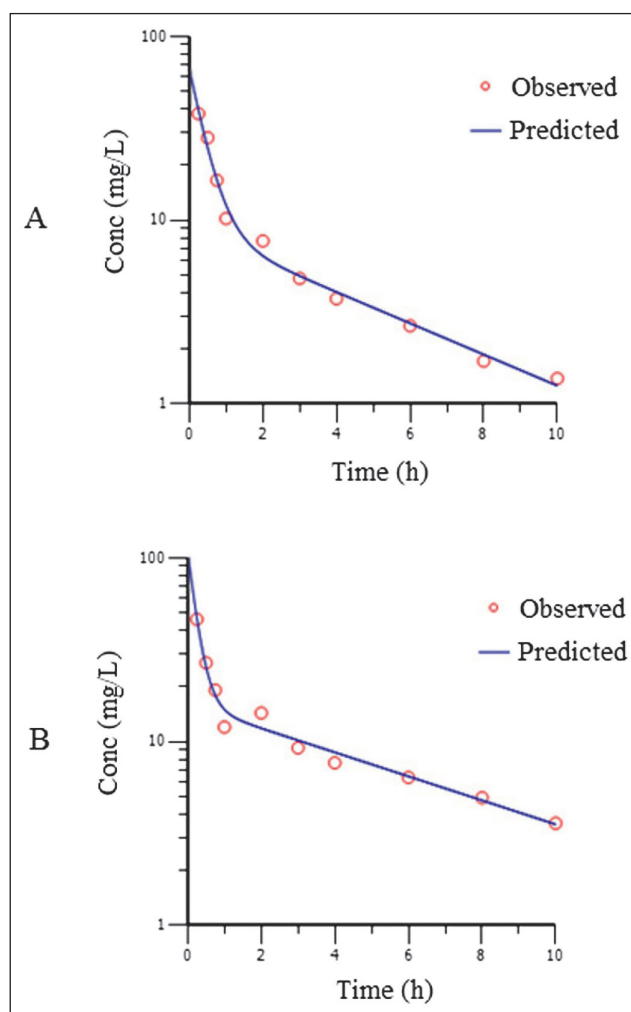 A
Conc (mg/L)
100
10
1
Observed
Predicted
0 2 4 6 8 10
Time (h)
B
Conc (mg/L)
100
10
1
Observed
Predicted
0 2 4 6 8 10
Time (h)